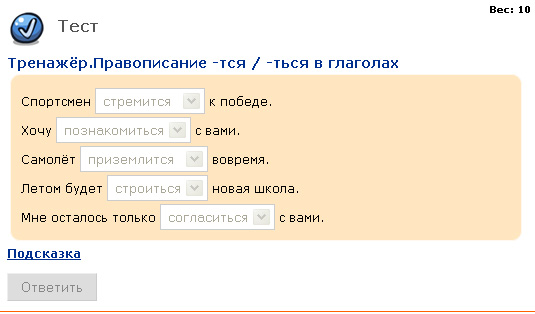 Вес: 10
Тест
Тренажёр.Правописание -тся / -ться в глаголах
Спортсмен стремится к победе.
Хочу познакомиться с вами.
Самолёт приземлится вовремя.
Летом будет строиться новая школа.
Мне осталось только согласиться с вами.
Подсказка
Ответить